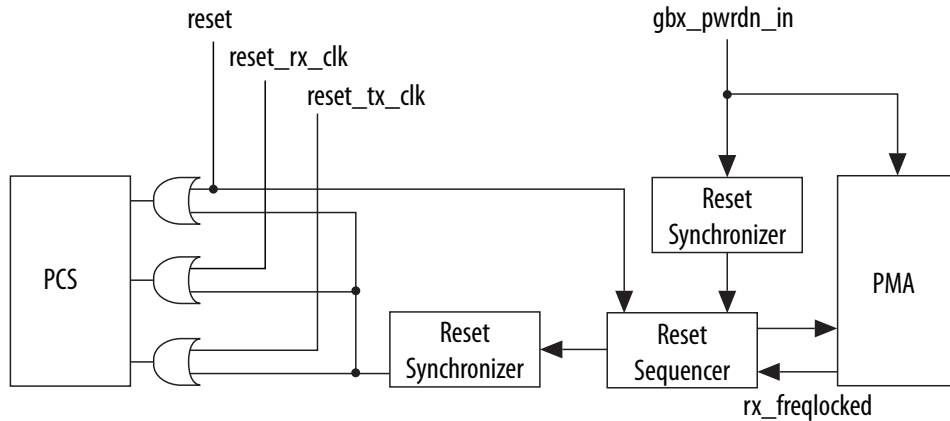 reset
gbx_pwrdn_in
reset_rx_clk
reset_tx_clk
Reset
Synchronizer
PCS
PMA
Reset
Synchronizer
Reset
Sequencer
rx_freqlocked